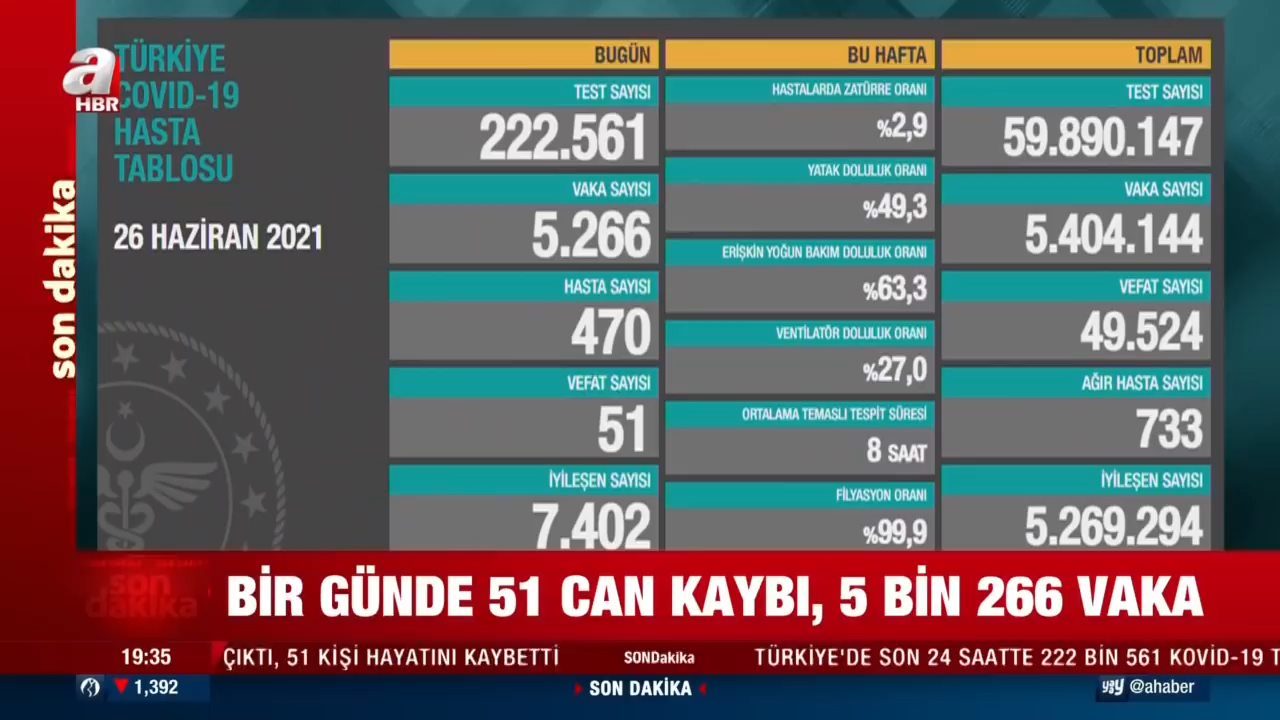 a
HBR
TÜRKİYE
COVID-19
HASTA
TABLOSU
26 HAZİRAN 2021
son dakika
BUGÜN
TEST SAYISI
222.561
VAKA SAYISI
5.266
HASTA SAYISI
470
VEFAT SAYISI
51
İYİLEŞEN SAYISI
7.402
BU HAFTA
HASTALARDA ZATÜRRE ORANI
%2,9
YATAK DOLULUK ORANI
%49,3
ERİŞKİN YOĞUN BAKIM DOLULUK ORANI
%63,3
VENTİLATÖR DOLULUK ORANI
%27,0
ORTALAMA TEMASLI TESPİT SÜRESİ
8 SAAT
FİLYASYON ORANI
%99,9
TOPLAM
TEST SAYISI
59.890.147
VAKA SAYISI
5.404.144
VEFAT SAYISI
49.524
AĞIR HASTA SAYISI
733
İYİLEŞEN SAYISI
5.269.294
son
dakika
BİR GÜNDE 51 CAN KAYBI, 5 BİN 266 VAKA
19:35
ÇIKTI, 51 KİŞİ HAYATINI KAYBETTİ SONDakika TÜRKİYE'DE SON 24 SAATTE 222 BİN 561 KOVİD-19 T
1,392
SON DAKİKA
@ahaber